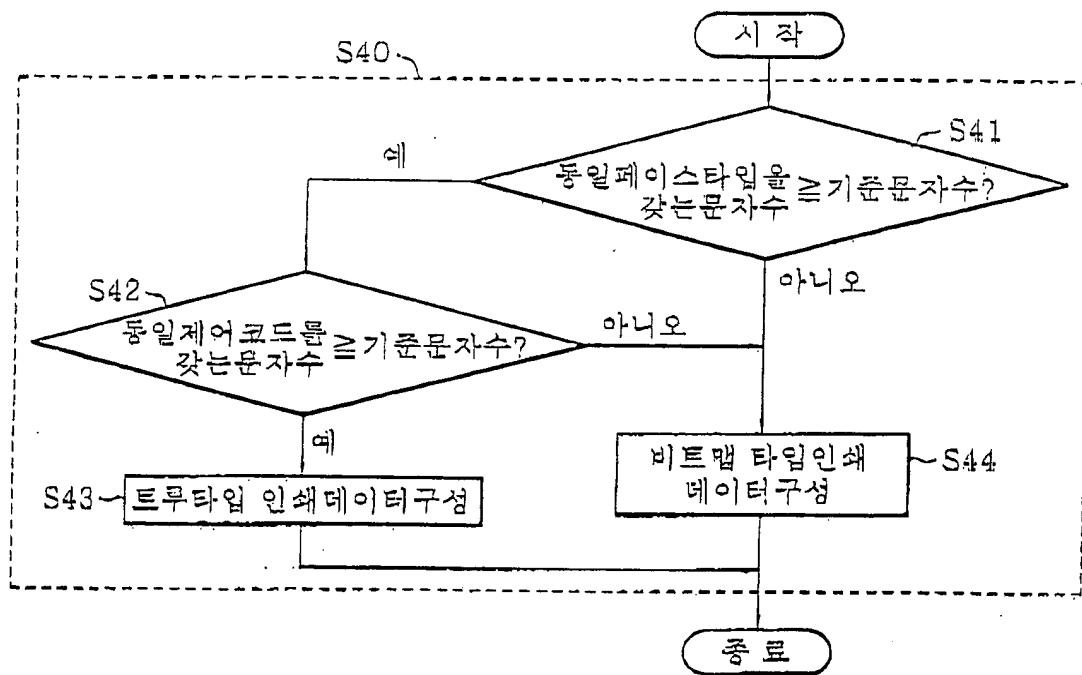 시작
S40
S41
예
동일페이스타입을
갖는문자수 ≧ 기준문자수?
아니오
S42
동일제어코드를
갖는문자수 ≧ 기준문자수?
아니오
예
S43
트루타입 인쇄데이터구성
비트맵 타입인쇄
데이터구성
S44
종료